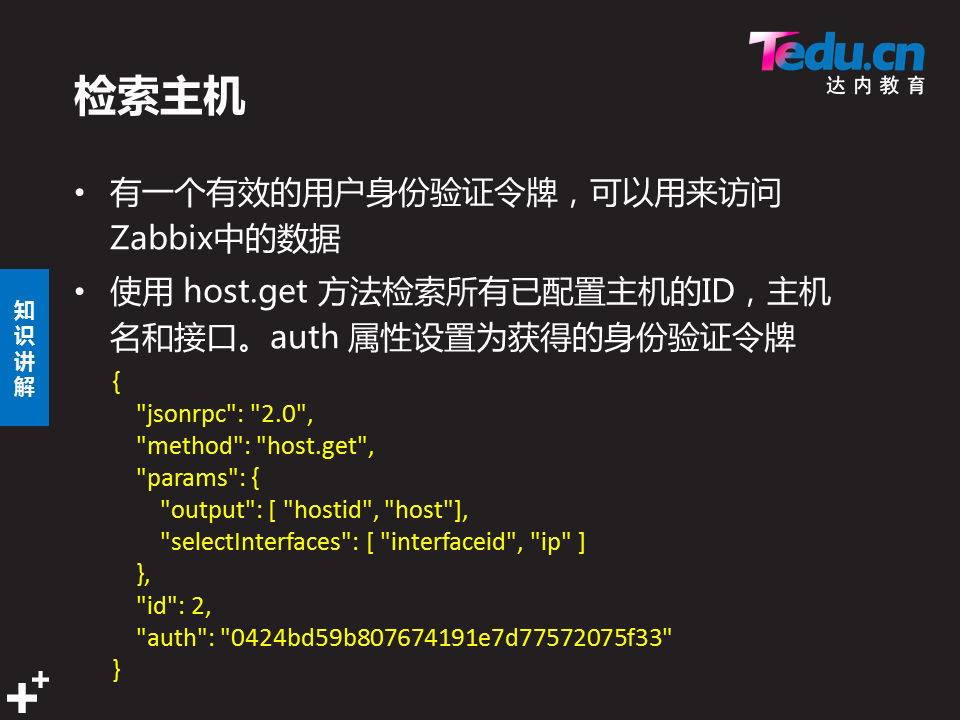 Tedu.cn
达内教育
检索主机
• 有一个有效的用户身份验证令牌，可以用来访问
Zabbix中的数据
• 使用 host.get 方法检索所有已配置主机的ID，主机
名和接口。auth 属性设置为获得的身份验证令牌
知识讲解
{
"jsonrpc": "2.0",
"method": "host.get",
"params": {
"output": [ "hostid", "host"],
"selectInterfaces": [ "interfaceid", "ip" ]
},
"id": 2,
"auth": "0424bd59b807674191e7d77572075f33"
}